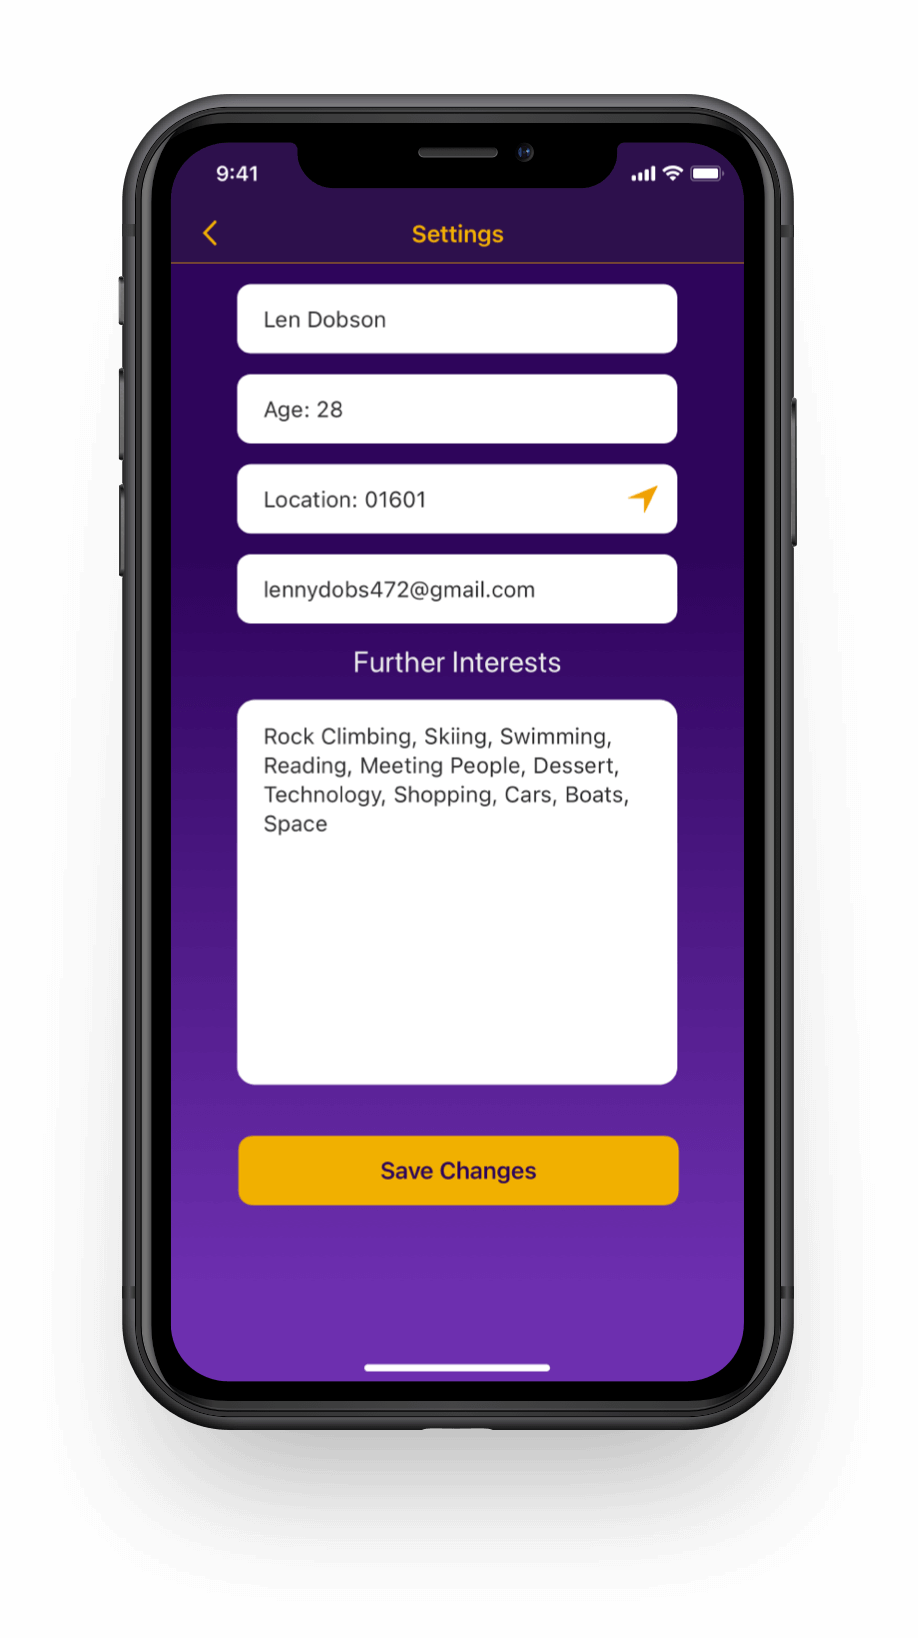 9:41
Settings
Len Dobson
Age: 28
Location: 01601
lennydobs472@gmail.com
Further Interests
Rock Climbing, Skiing, Swimming,
Reading, Meeting People, Dessert,
Technology, Shopping, Cars, Boats,
Space
Save Changes